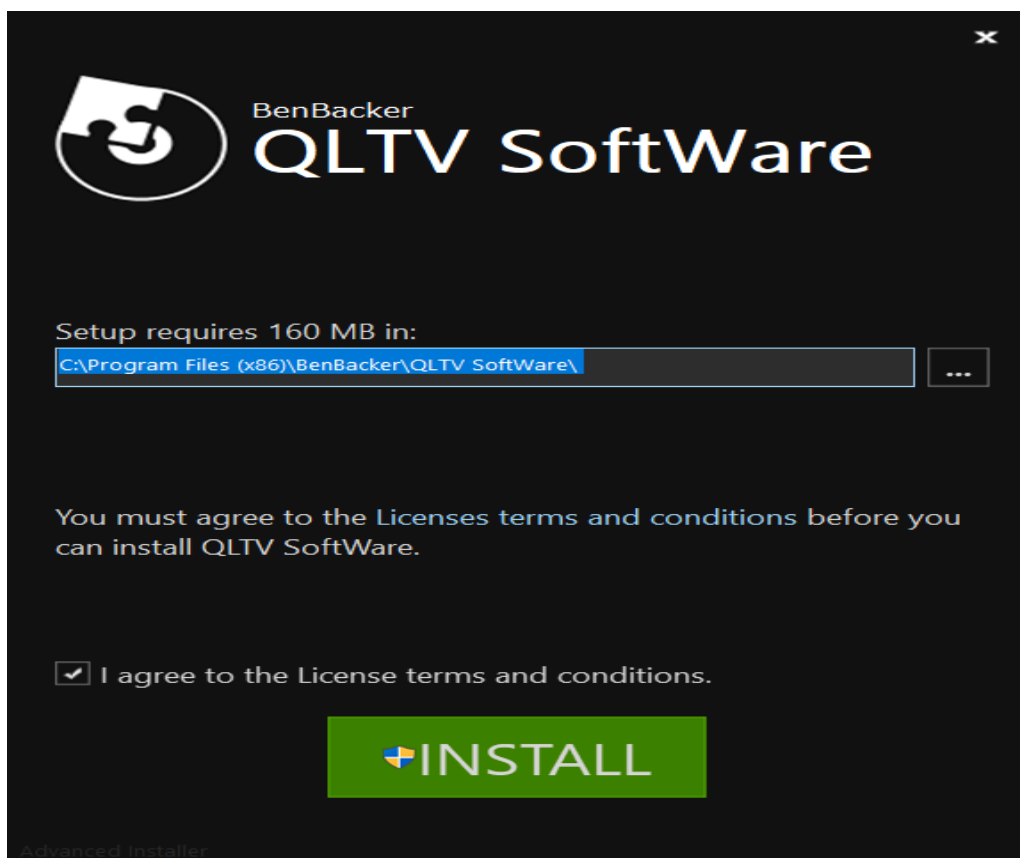 BenBacker
QLTV SoftWare
Setup requires 160 MB in:
C:\Program Files (x86)\BenBacker\QLTV SoftWare\
...
You must agree to the Licenses terms and conditions before you
can install QLTV SoftWare.
I agree to the License terms and conditions.
INSTALL
Advanced Installer